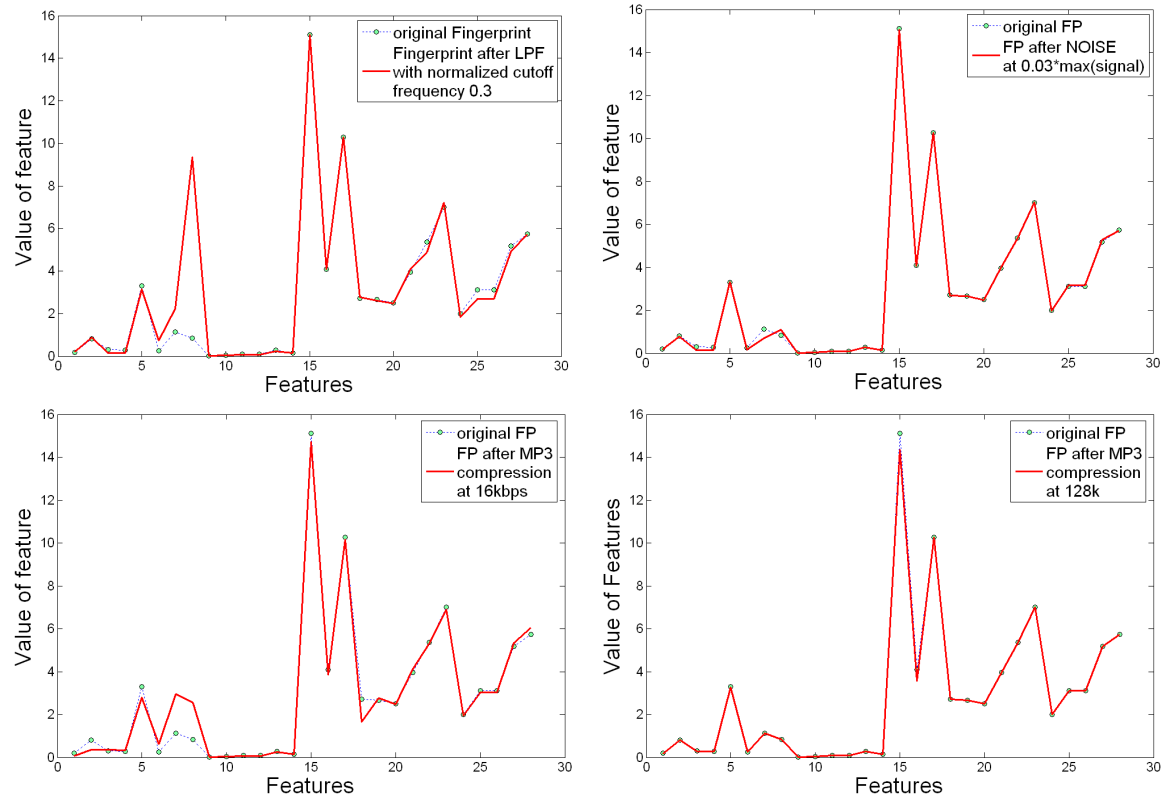 16
14
12
10
8
6
4
2
0
0 5 10 15 20 25 30
Value of feature
Features
original Fingerprint
Fingerprint after LPF
with normalized cutoff
frequency 0.3
16
14
12
10
8
6
4
2
0
0 5 10 15 20 25 30
Value of feature
Features
original FP
FP after NOISE
at 0.03*max(signal)
16
14
12
10
8
6
4
2
0
0 5 10 15 20 25 30
Value of feature
Features
original FP
FP after MP3
compression
at 16kbps
16
14
12
10
8
6
4
2
0
0 5 10 15 20 25 30
Value of Features
Features
original FP
FP after MP3
compression
at 128k